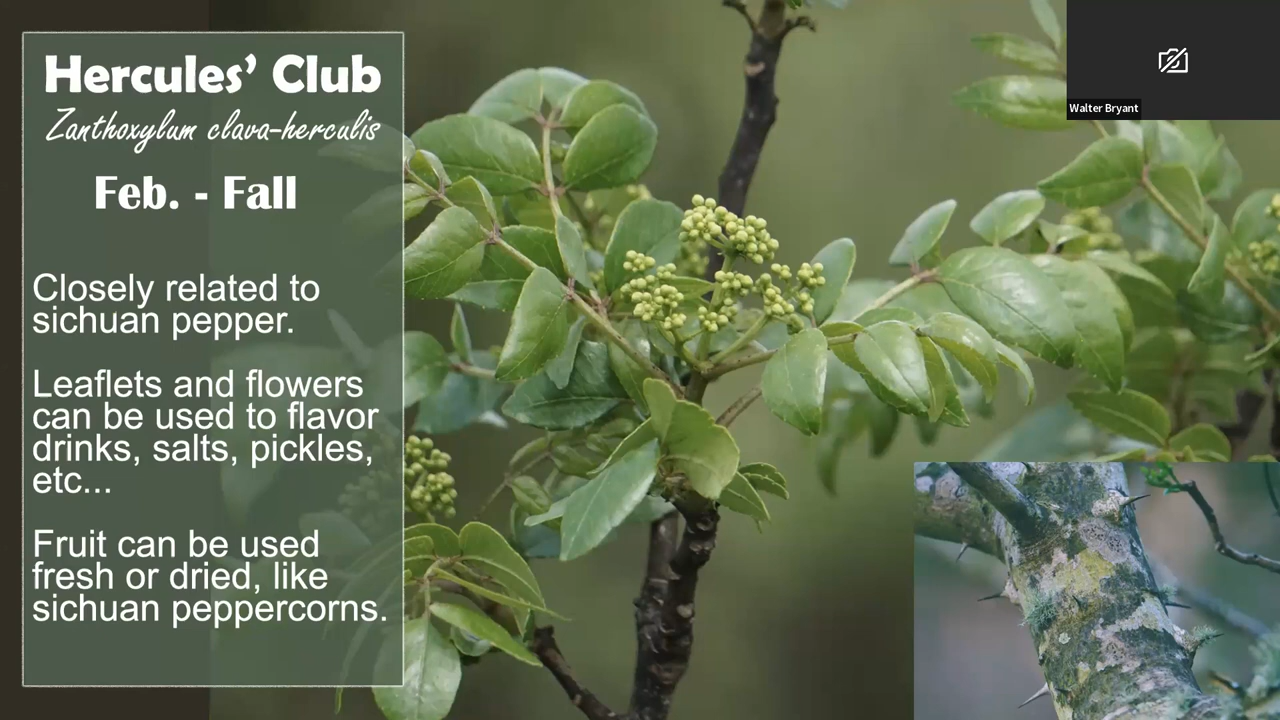 Hercules’ Club
Zanthoxylum clava-herculis
Feb. - Fall
Closely related to
sichuan pepper.
Leaflets and flowers
can be used to flavor
drinks, salts, pickles,
etc...
Fruit can be used
fresh or dried, like
sichuan peppercorns.
Walter Bryant